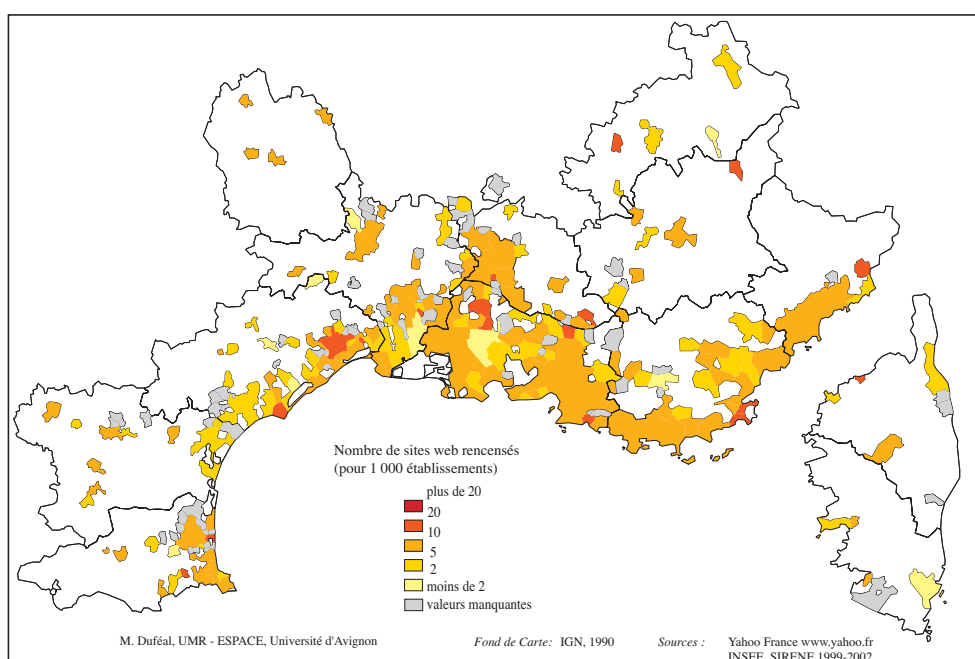 Nombre de sites web rencensés
(pour 1 000 établissements)
plus de 20
20
10
5
2
moins de 2
valeurs manquantes
M. Duféal, UMR - ESPACE, Université d'Avignon Fond de Carte: IGN, 1990 Sources : Yahoo France www.yahoo.fr
INSEE, SIRENE 1999-2002